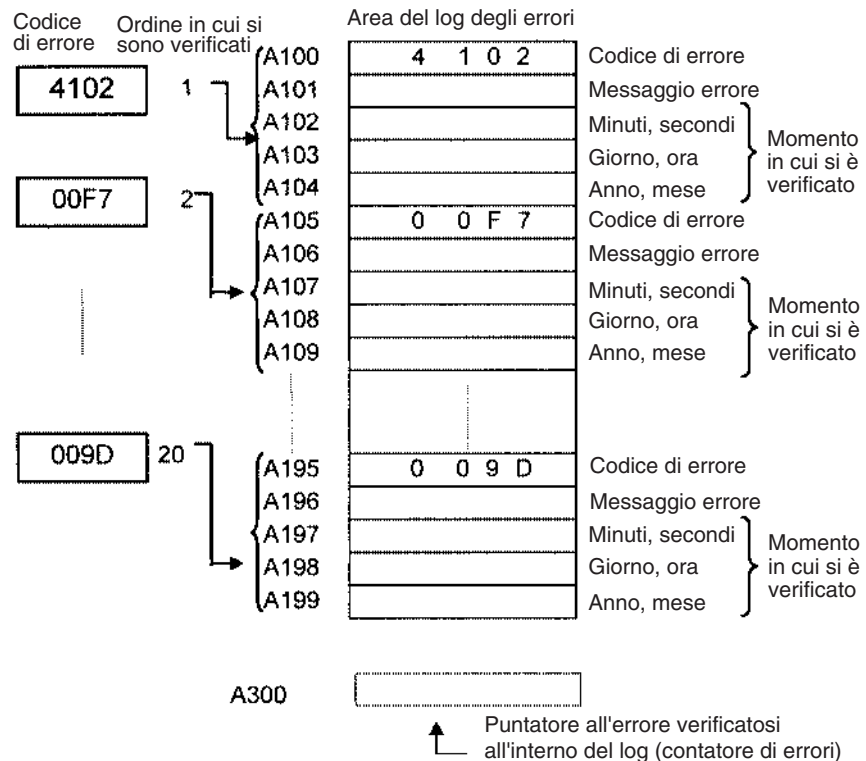 Codice di errore
Ordine in cui si sono verificati
Area del log degli errori
4102
1
A100 4 1 0 2 Codice di errore
A101 Messaggio errore
A102 Minuti, secondi
A103 Giorno, ora
A104 Anno, mese
Momento in cui si è verificato
00F7
2
A105 0 0 F 7 Codice di errore
A106 Messaggio errore
A107 Minuti, secondi
A108 Giorno, ora
A109 Anno, mese
Momento in cui si è verificato
009D
20
A195 0 0 9 D Codice di errore
A196 Messaggio errore
A197 Minuti, secondi
A198 Giorno, ora
A199 Anno, mese
Momento in cui si è verificato
A300
Puntatore all'errore verificatosi
all'interno del log (contatore di errori)